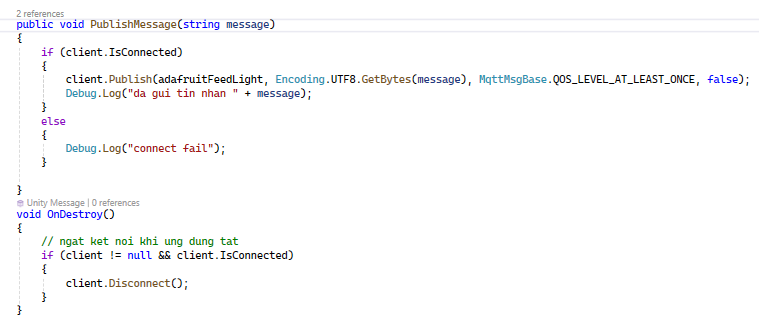 2 references
public void PublishMessage(string message)
{
if (client.IsConnected)
{
client.Publish(adafruitFeedLight, Encoding.UTF8.GetBytes(message), MqttMsgBase.QOS_LEVEL_AT_LEAST_ONCE, false);
Debug.Log("da gui tin nhan " + message);
}
else
{
Debug.Log("connect fail");
}
}
Unity Message | 0 references
void OnDestroy()
{
// ngat ket noi khi ung dung tat
if (client != null && client.IsConnected)
{
client.Disconnect();
}
}